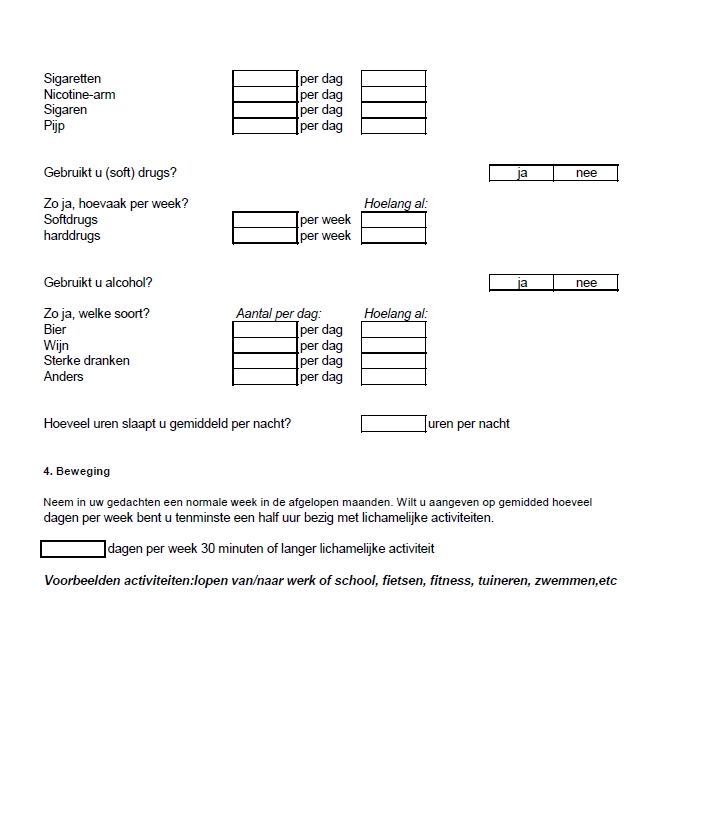 Sigaretten per dag
Nicotine-arm per dag
Sigaren per dag
Pijp per dag
Gebruikt u (soft) drugs? ja nee
Zo ja, hoevaak per week? Hoelang al:
Softdrugs per week
harddrugs per week
Gebruikt u alcohol? ja nee
Zo ja, welke soort? Aantal per dag: Hoelang al:
Bier per dag
Wijn per dag
Sterke dranken per dag
Anders per dag
Hoeveel uren slaapt u gemiddeld per nacht? uren per nacht
4. Beweging
Neem in uw gedachten een normale week in de afgelopen maanden. Wilt u aangeven op gemidded hoeveel
dagen per week bent u tenminste een half uur bezig met lichamelijke activiteiten.
dagen per week 30 minuten of langer lichamelijke activiteit
Voorbeelden activiteiten:lopen van/naar werk of school, fietsen, fitness, tuineren, zwemmen,etc